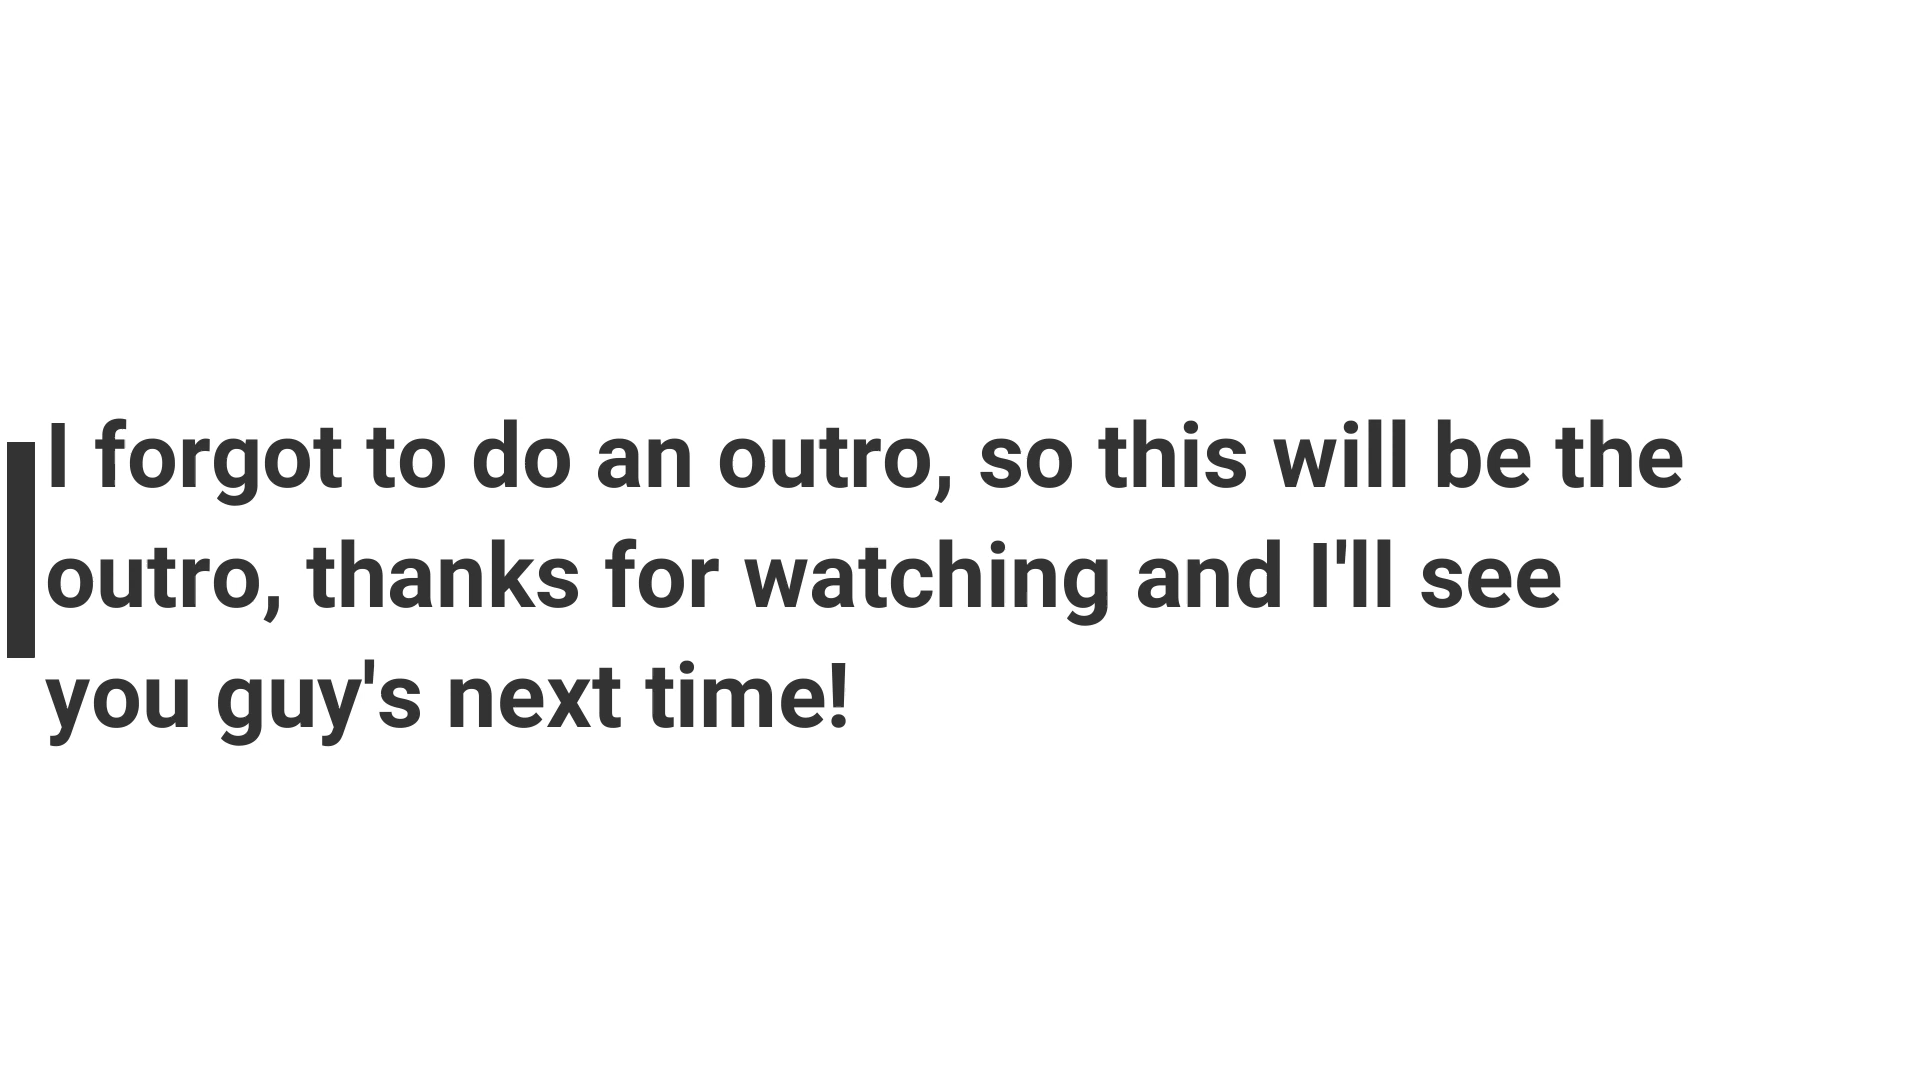 I forgot to do an outro, so this will be the
outro, thanks for watching and I'll see
you guy's next time!